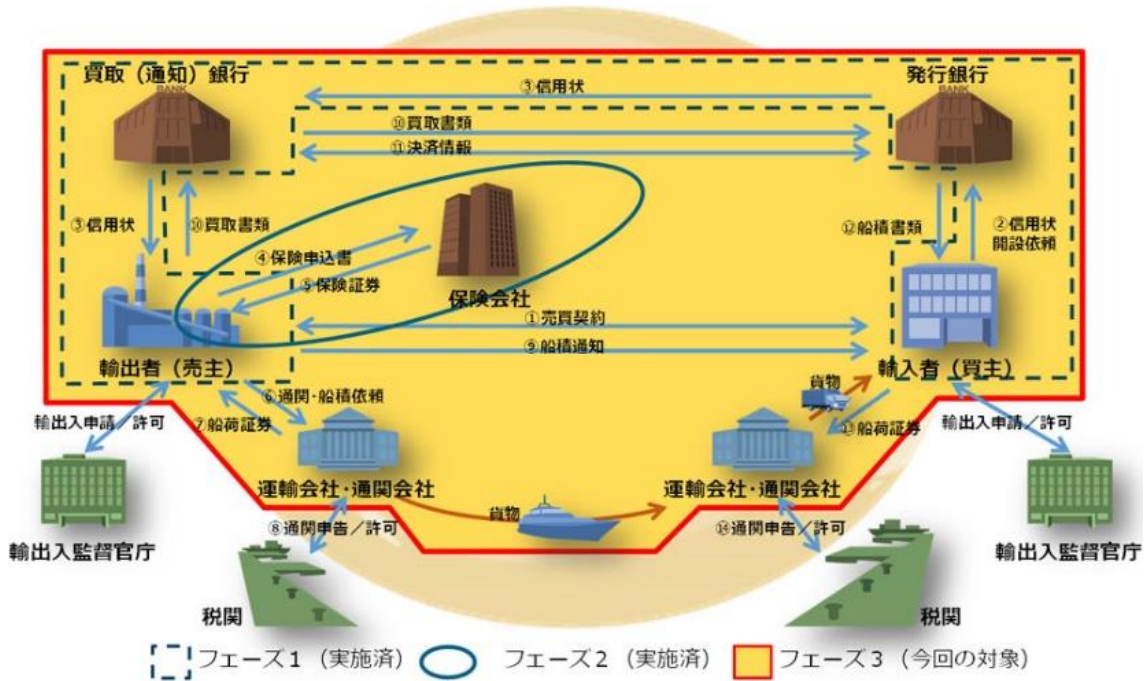 買取（通知）銀行
発行銀行
BANK
BANK
③信用状
⑩買取書類
⑪決済情報
③信用状
⑩買取書類
⑫船積書類
②信用状
開設依頼
④保険申込書
⑤保険証券
保険会社
①売買契約
⑨船積通知
輸出者（売主）
輸入者（買主）
⑥通関・船積依頼
⑦船荷証券
貨物
⑬船荷証券
輸出入申請／許可
輸出入申請／許可
運輸会社・通関会社
運輸会社・通関会社
貨物
⑧通関申告／許可
⑭通関申告／許可
輸出入監督官庁
輸出入監督官庁
税関
税関
フェーズ１（実施済）
フェーズ２（実施済）
フェーズ３（今回の対象）